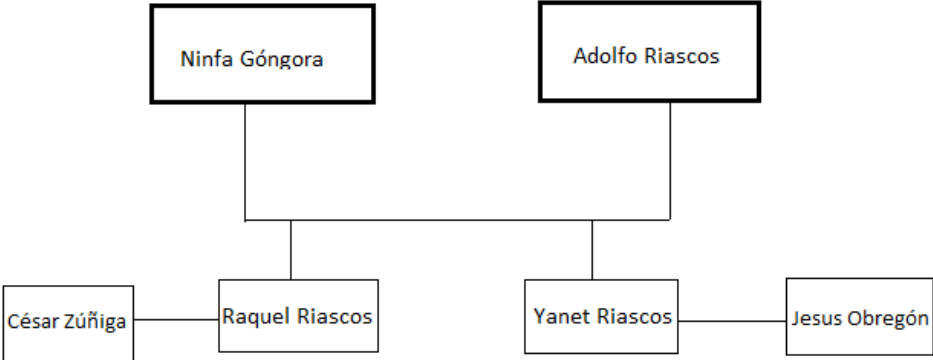 Ninfa Góngora
Adolfo Riascos
César Zúñiga
Raquel Riascos
Yanet Riascos
Jesus Obregón